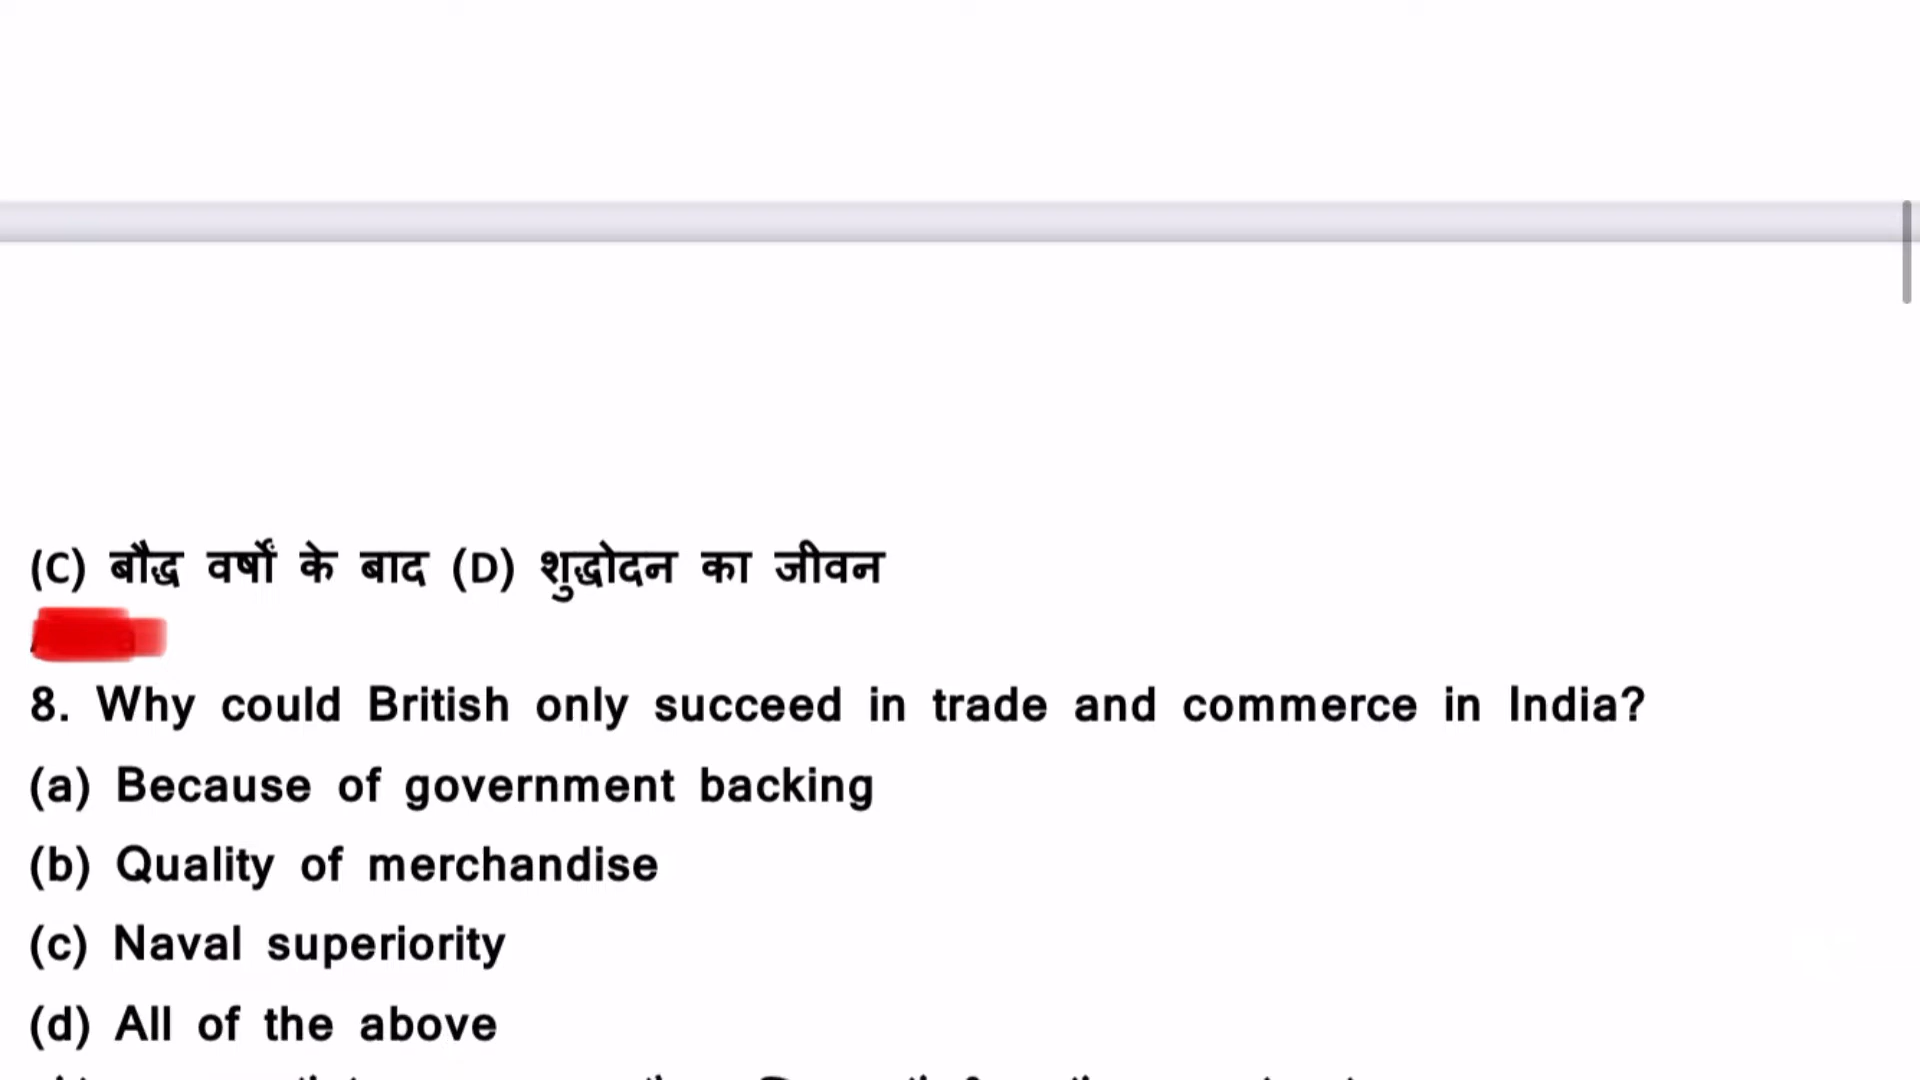 (C) बौद्ध वर्षों के बाद (D) शुद्धोदन का जीवन
8. Why could British only succeed in trade and commerce in India?
(a) Because of government backing
(b) Quality of merchandise
(c) Naval superiority
(d) All of the above